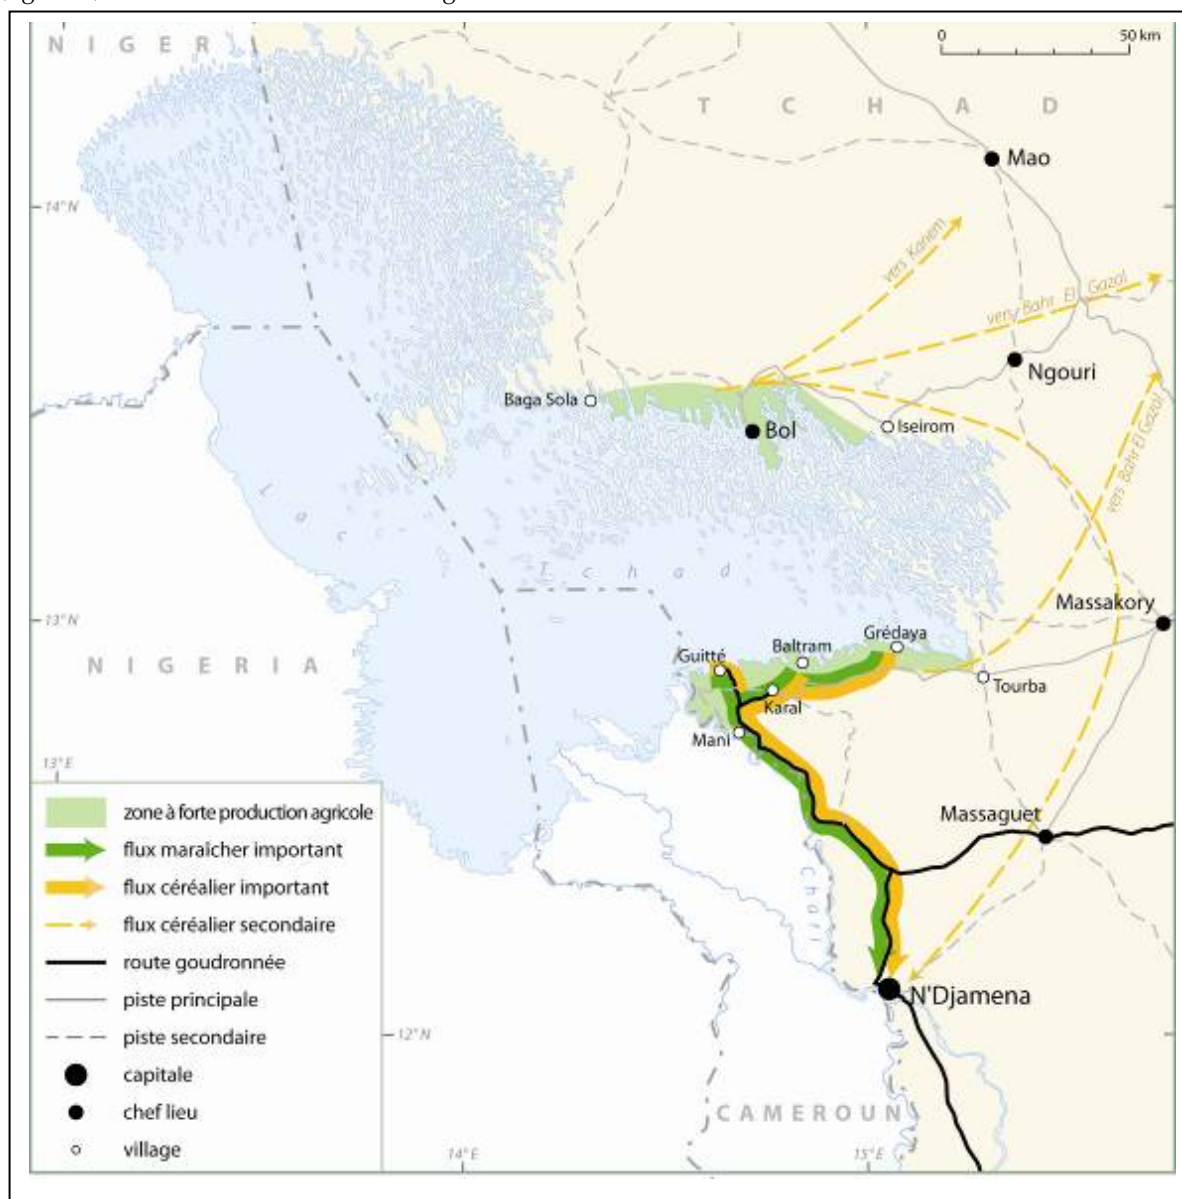 N I G E R
0 50 km
T C H A D
Mao
14°N
vers Kanem
vers Bahr El Gazal
Ngouri
Baga Sola
Bol
Iseirom
vers Bahr El Gazal
Lac
Tchad
Massakory
13°N
Grédaya
Baltram
Guitté
N I G E R I A
Tourba
Karal
Mani
13°E
Massaguet
zone à forte production agricole
flux maraîcher important
flux céréalier important
flux céréalier secondaire
route goudronnée
piste principale
piste secondaire
capitale
chef lieu
village
Chari
N'Djamena
12°N
C A M E R O U N
14°E
15°E